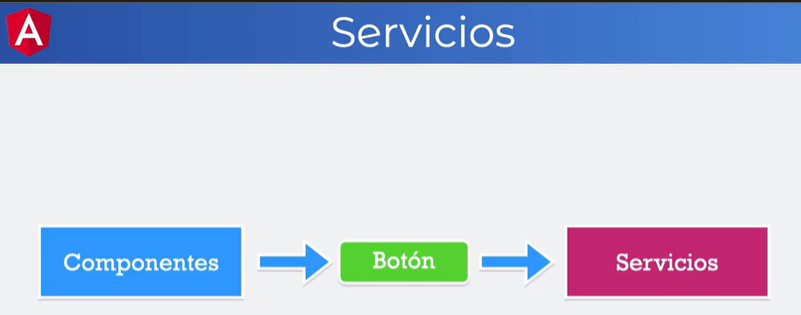 A
Servicios
Componentes
Botón
Servicios